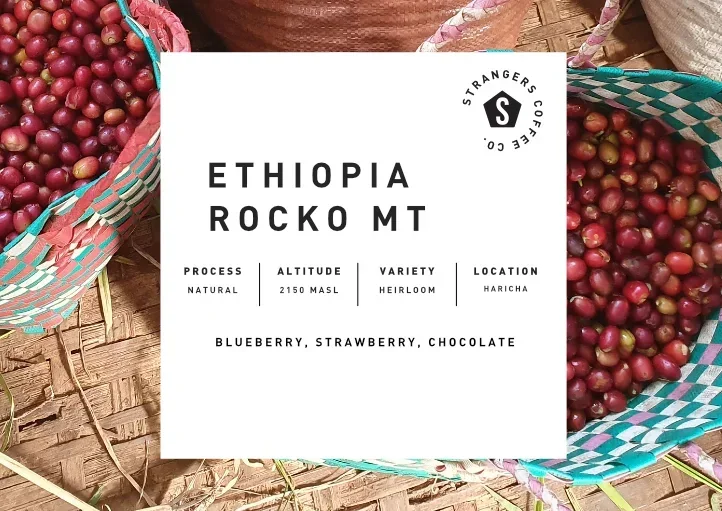 STRANGERS COFFEE CO.
S
ETHIOPIA
ROCKO MT
PROCESS
NATURAL
ALTITUDE
2150 MASL
VARIETY
HEIRLOOM
LOCATION
HARICHA
BLUEBERRY, STRAWBERRY, CHOCOLATE